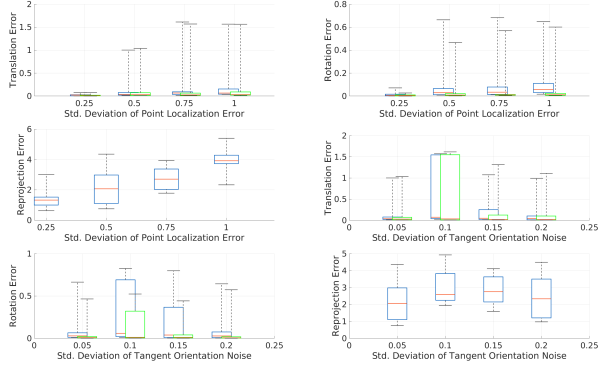 2
1.5
1
0.5
0
Translation Error
0.25 0.5 0.75 1
Std. Deviation of Point Localization Error
0.8
0.6
0.4
0.2
0
Rotation Error
0.25 0.5 0.75 1
Std. Deviation of Point Localization Error
6
4
2
0
Reprojection Error
0.25 0.5 0.75 1
Std. Deviation of Point Localization Error
2
1.5
1
0.5
0
Translation Error
0.05 0.1 0.15 0.2 0.25
Std. Deviation of Tangent Orientation Noise
1
0.5
0
Rotation Error
0 0.05 0.1 0.15 0.2 0.25
Std. Deviation of Tangent Orientation Noise
5
4
3
2
1
0
Reprojection Error
0.05 0.1 0.15 0.2 0.25
Std. Deviation of Tangent Orientation Noise